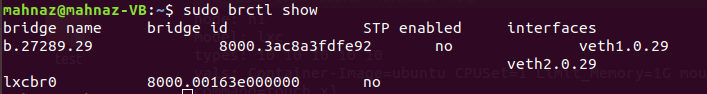 mahnaz@mahnaz-VB:~$ sudo brctl show
bridge name bridge id STP enabled interfaces
b.27289.29 8000.3ac8a3fdfe92 no veth1.0.29
veth2.0.29
lxcbr0 8000.00163e000000 no